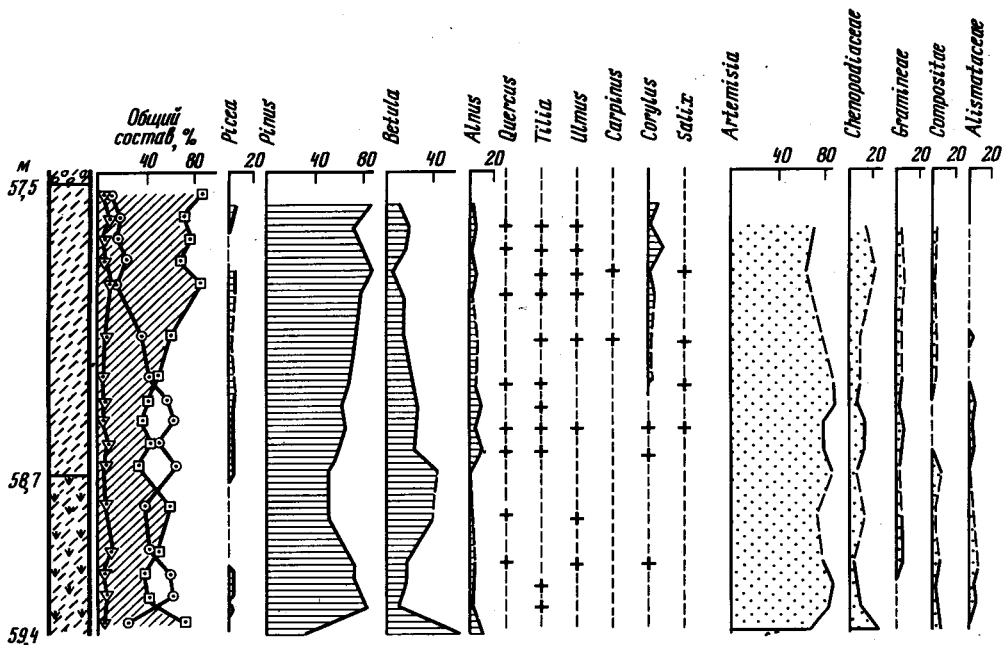 Общий
состав, %
40 80
Picea
20
Pinus
40 80
Betula
40
Alnus
20
Quercus
Tilia
Ulmus
Carpinus
Corylus
Salix
Artemisia
40 80
Chenopodiaceae
20
Gramineae
20
Compositae
20
Alismataceae
20
м
57,5
58,7
59,4